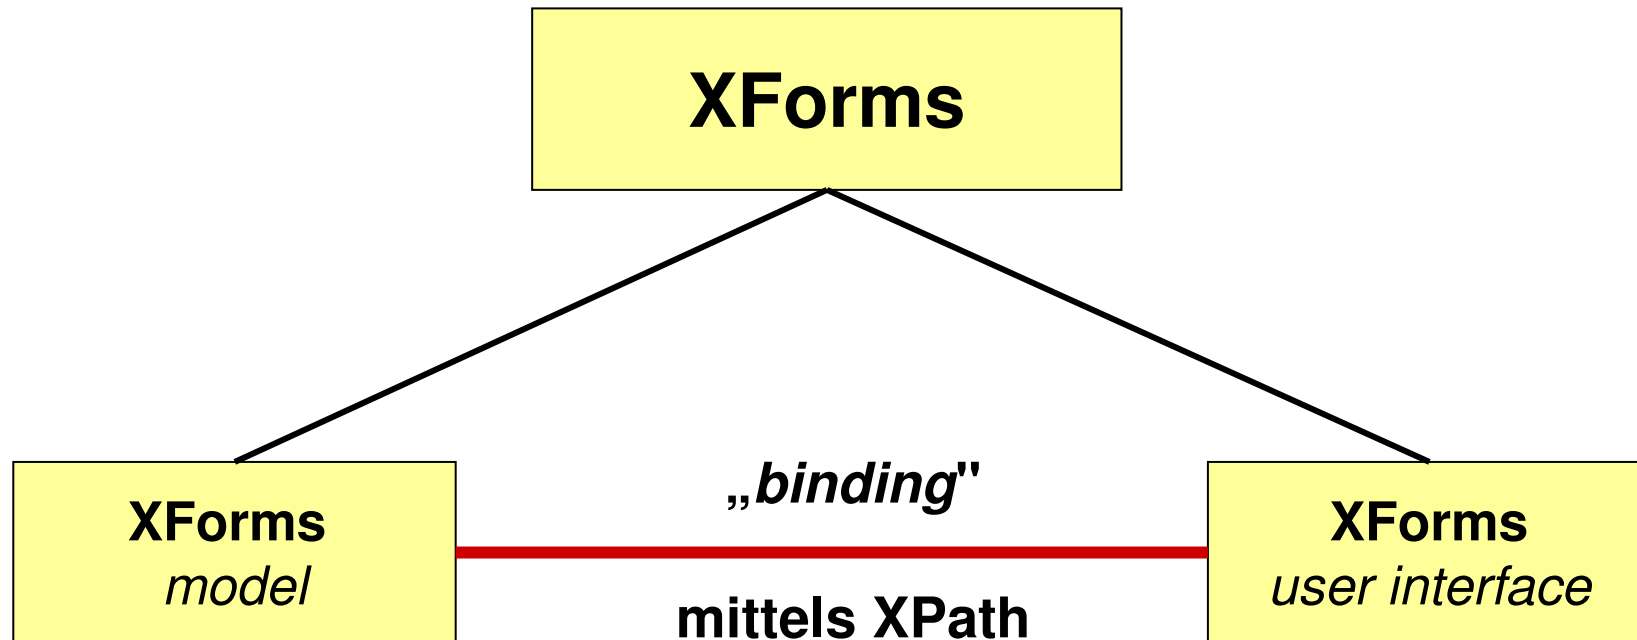 XForms
„binding"
XForms
model
XForms
user interface
mittels XPath